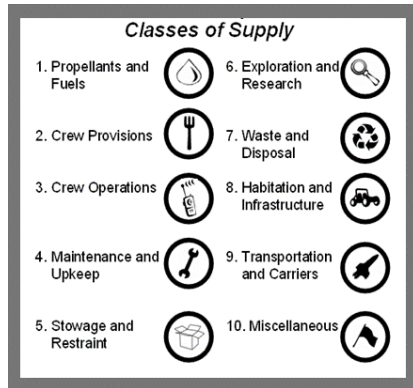 Classes of Supply
1. Propellants and
Fuels
2. Crew Provisions
3. Crew Operations
4. Maintenance and
Upkeep
5. Stowage and
Restraint
6. Exploration and
Research
7. Waste and
Disposal
8. Habitation and
Infrastructure
9. Transportation
and Carriers
10. Miscellaneous